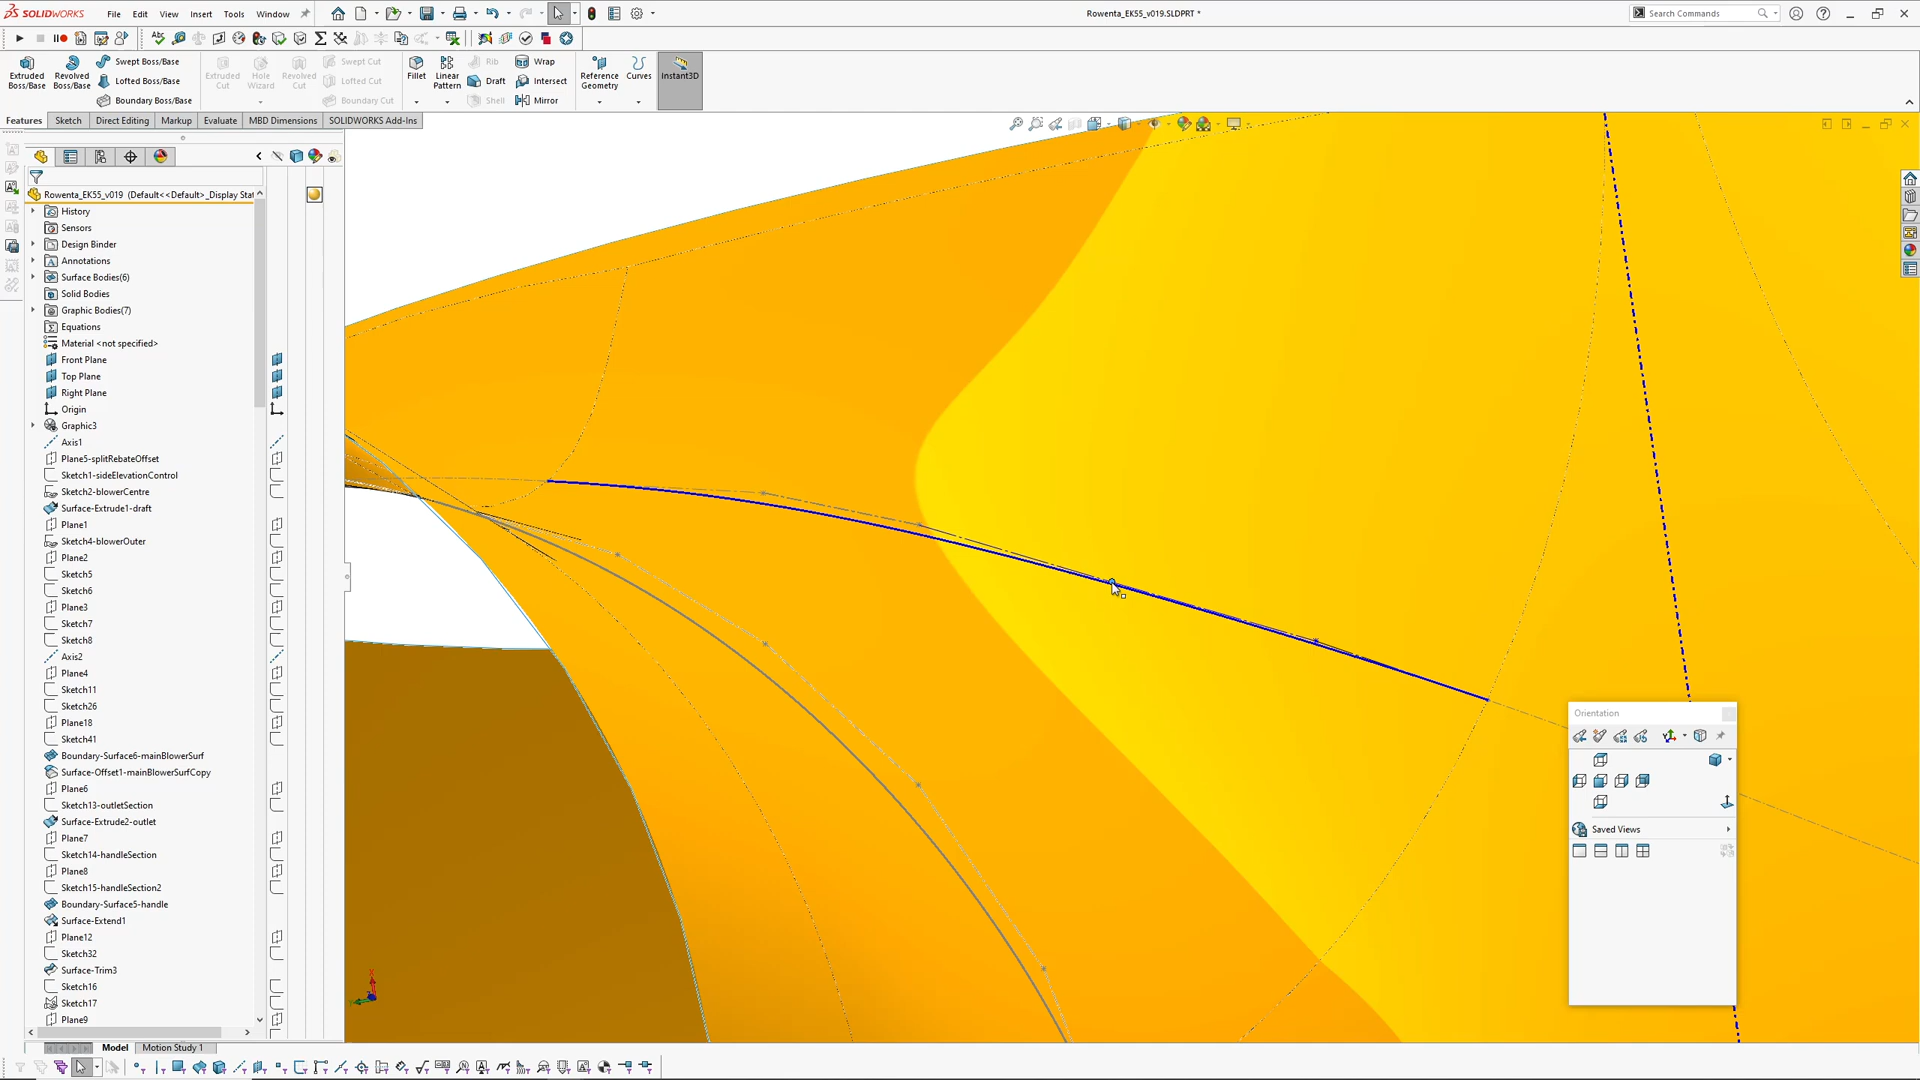 SOLIDWORKS File Edit View Insert Tools Window Rowenta_EK55_v019.SLDPRT * Search Commands
Extruded Boss/Base Revolved Boss/Base Swept Boss/Base Lofted Boss/Base Boundary Boss/Base Extruded Cut Hole Wizard Revolved Cut Swept Cut Lofted Cut Boundary Cut Fillet Linear Pattern Rib Draft Shell Wrap Intersect Mirror Reference Geometry Curves Instant3D
Features Sketch Direct Editing Markup Evaluate MBD Dimensions SOLIDWORKS Add-Ins
Rowenta_EK55_v019 (Default<<Default>_Display Stat
History
Sensors
Design Binder
Annotations
Surface Bodies(6)
Solid Bodies
Graphic Bodies(7)
Equations
Material <not specified>
Front Plane
Top Plane
Right Plane
Origin
Graphic3
Axis1
Plane5-splitRebateOffset
Sketch1-sideElevationControl
Sketch2-blowerCentre
Surface-Extrude1-draft
Plane1
Sketch4-blowerOuter
Plane2
Sketch5
Sketch6
Plane3
Sketch7
Sketch8
Axis2
Plane4
Sketch11
Sketch26
Plane18
Sketch41
Boundary-Surface6-mainBlowerSurf
Surface-Offset1-mainBlowerSurfCopy
Plane6
Sketch13-outletSection
Surface-Extrude2-outlet
Plane7
Sketch14-handleSection
Plane8
Sketch15-handleSection2
Boundary-Surface5-handle
Surface-Extend1
Plane12
Sketch32
Surface-Trim3
Sketch16
Sketch17
Plane9
Orientation
Saved Views
Model Motion Study 1